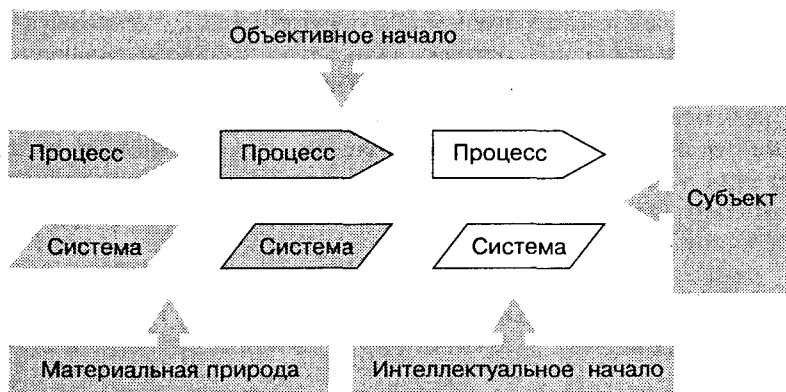 Объективное начало
Процесс Процесс Процесс
Субъект
Система Система Система
Материальная природа Интеллектуальное начало